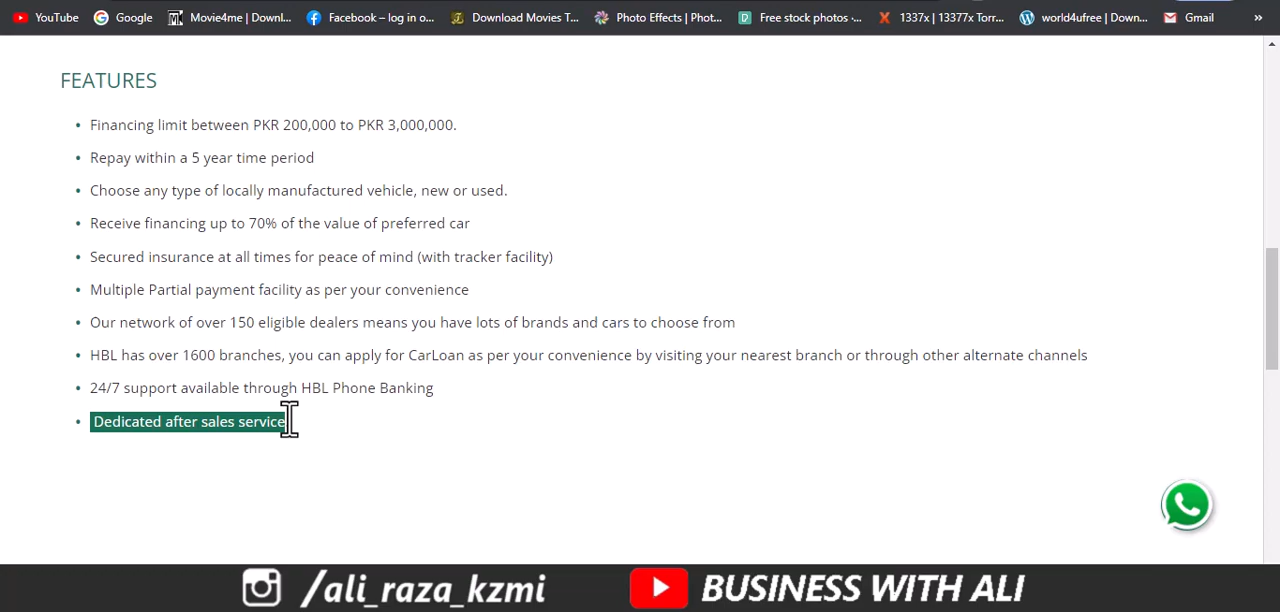 YouTube Google Movie4me | Downl... Facebook – log in o... Download Movies T... Photo Effects | Phot... Free stock photos ·... 1337x | 13377x Torr... world4ufree | Down... Gmail »
FEATURES
• Financing limit between PKR 200,000 to PKR 3,000,000.
• Repay within a 5 year time period
• Choose any type of locally manufactured vehicle, new or used.
• Receive financing up to 70% of the value of preferred car
• Secured insurance at all times for peace of mind (with tracker facility)
• Multiple Partial payment facility as per your convenience
• Our network of over 150 eligible dealers means you have lots of brands and cars to choose from
• HBL has over 1600 branches, you can apply for CarLoan as per your convenience by visiting your nearest branch or through other alternate channels
• 24/7 support available through HBL Phone Banking
• Dedicated after sales service
/ali_raza_kzmi BUSINESS WITH ALI